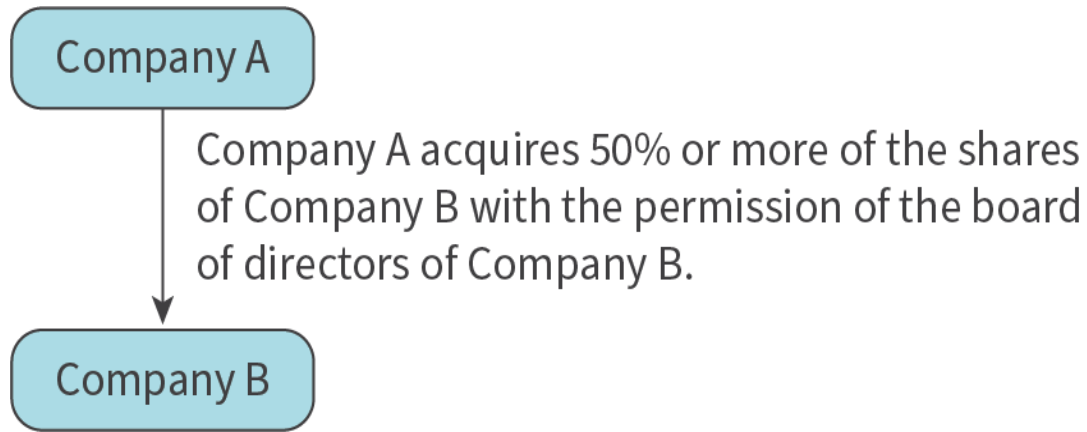 Company A
Company A acquires 50% or more of the shares
of Company B with the permission of the board
of directors of Company B.
Company B